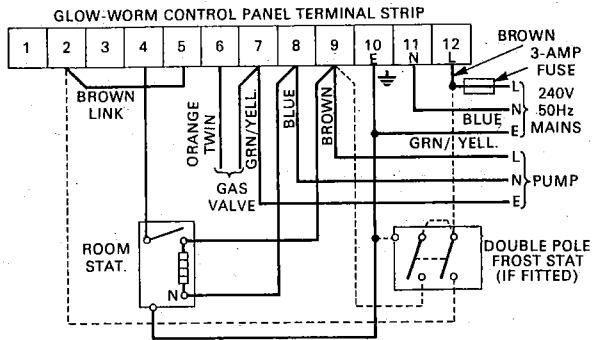 GLOW-WORM CONTROL PANEL TERMINAL STRIP
1 2 3 4 5 6 7 8 9 10 11 12
E N L
BROWN
3-AMP
FUSE
BROWN
LINK
ORANGE
TWIN
GRN/YELL.
BLUE
BROWN
L
N
E
240V
50Hz
MAINS
BLUE
GRN/YELL.
GAS
VALVE
L
N
E
PUMP
ROOM
STAT.
N
DOUBLE POLE
FROST STAT
(IF FITTED)